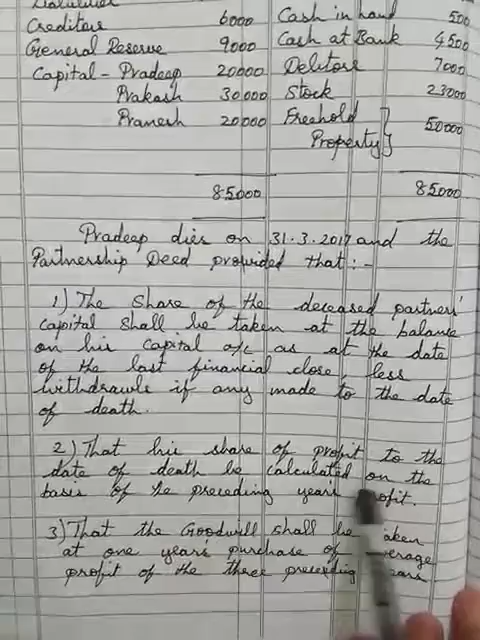 Liabilities
Creditors 6000 Cash in hand 500
General Reserve 9000 Cash at Bank 4500
Capital - Pradeep 20000 Debtors 7000
Prakash 30000 Stock 23000
Pramesh 20000 Freehold
Property } 50000
85000 85000
Pradeep dies on 31.3.2017 and the
Partnership Deed provided that :-
1) The Share of the deceased partners'
capital shall be taken at the balance
on his capital a/c as at the date
of the last financial close, less
withdrawls if any made to the date
of death.
2) That his share of profit to the
date of death be calculated on the
basis of the preceding years profit.
3) That the Goodwill shall be taken
at one years purchase of average
profit of the three preceding years